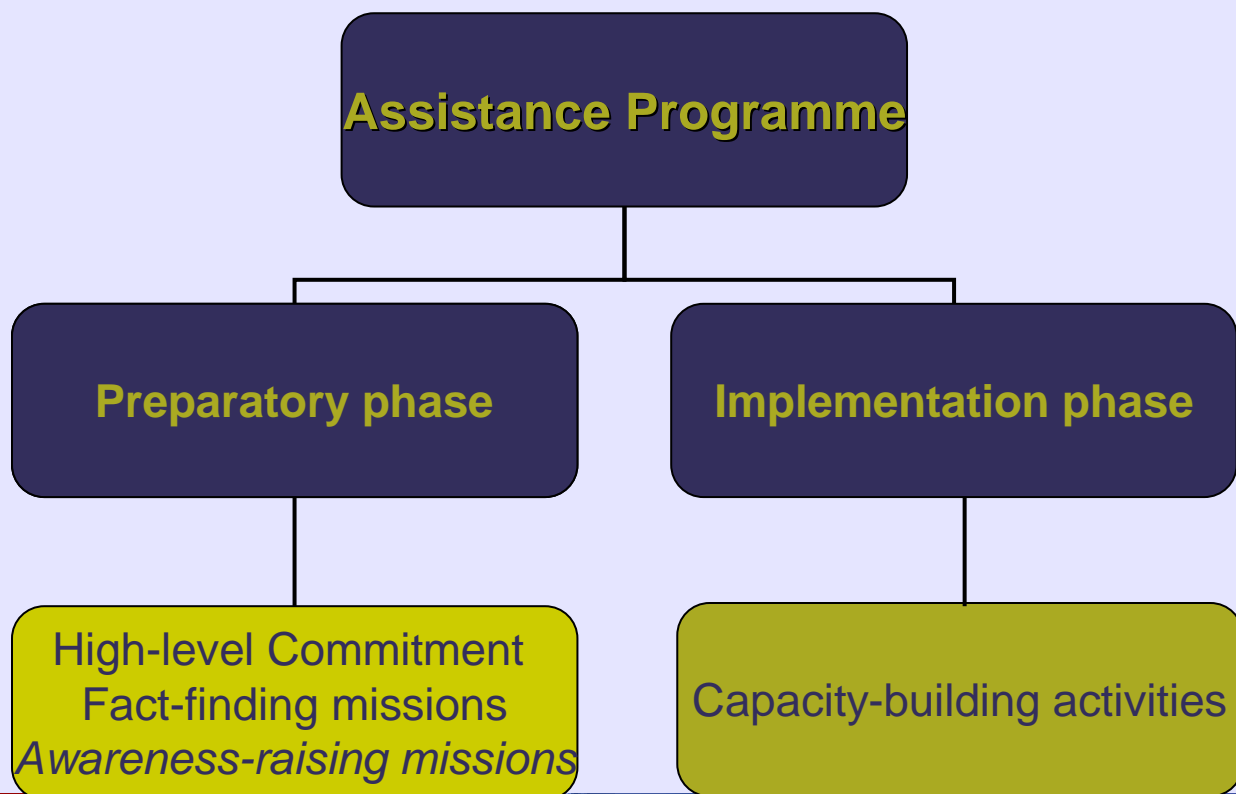 Assistance Programme
Preparatory phase
Implementation phase
High-level Commitment
Fact-finding missions
Awareness-raising missions
Capacity-building activities